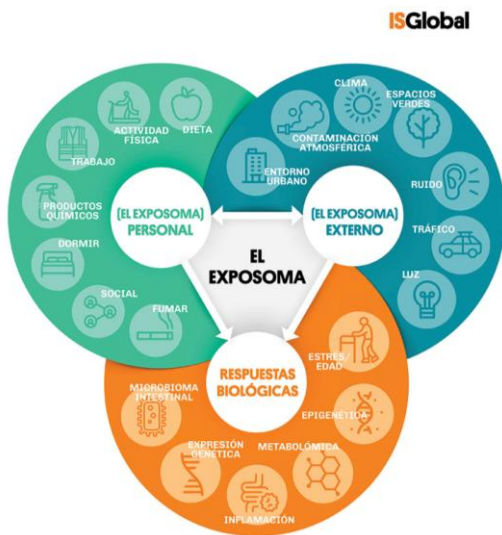 ISGlobal
DIETA
ACTIVIDAD
FÍSICA
TRABAJO
PRODUCTOS
QUÍMICOS
DORMIR
SOCIAL
FUMAR
(EL EXPOSOMA)
PERSONAL
CLIMA
ESPACIOS
VERDES
CONTAMINACIÓN
ATMOSFÉRICA
ENTORNO
URBANO
RUIDO
TRÁFICO
LUZ
(EL EXPOSOMA)
EXTERNO
EL
EXPOSOMA
RESPUESTAS
BIOLÓGICAS
ESTRES/
EDAD
EPIGENÉTICA
METABOLÓMICA
INFLAMACIÓN
EXPRESIÓN
GENÉTICA
MICROBIOMA
INTESTINAL